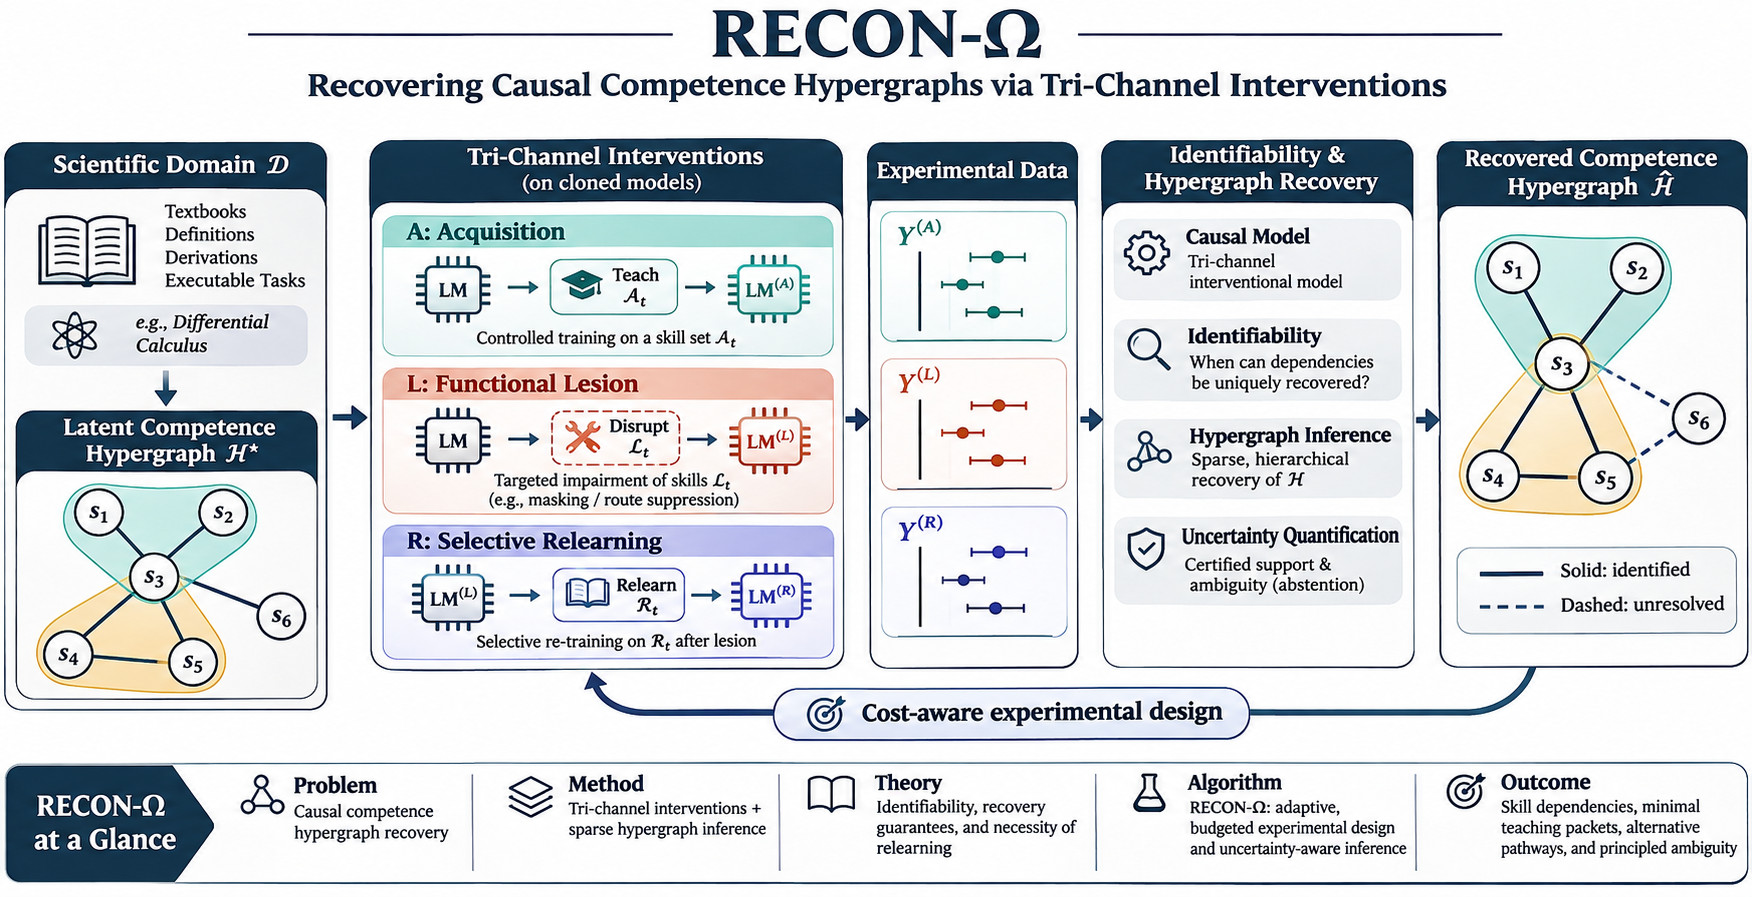 RECON-Ω
Recovering Causal Competence Hypergraphs via Tri-Channel Interventions
Scientific Domain 𝒟
Textbooks
Definitions
Derivations
Executable Tasks
e.g., Differential
Calculus
Latent Competence
Hypergraph ℋ*
s₁
s₂
s₃
s₆
s₄
s₅
Tri-Channel Interventions
(on cloned models)
A: Acquisition
LM
Teach
𝒜ₜ
LM⁽ᴬ⁾
Controlled training on a skill set 𝒜ₜ
L: Functional Lesion
LM
Disrupt
ℒₜ
LM⁽ᴸ⁾
Targeted impairment of skills ℒₜ
(e.g., masking / route suppression)
R: Selective Relearning
LM⁽ᴸ⁾
Relearn
ℛₜ
LM⁽ᴿ⁾
Selective re-training on ℛₜ after lesion
Experimental Data
Y⁽ᴬ⁾
Y⁽ᴸ⁾
Y⁽ᴿ⁾
Identifiability &
Hypergraph Recovery
Causal Model
Tri-channel
interventional model
Identifiability
When can dependencies
be uniquely recovered?
Hypergraph Inference
Sparse, hierarchical
recovery of ℋ
Uncertainty Quantification
Certified support &
ambiguity (abstention)
Recovered Competence
Hypergraph ℋ̂
s₁
s₂
s₃
s₆
s₄
s₅
Solid: identified
Dashed: unresolved
Cost-aware experimental design
RECON-Ω
at a Glance
Problem
Causal competence
hypergraph recovery
Method
Tri-channel interventions +
sparse hypergraph inference
Theory
Identifiability, recovery
guarantees, and necessity of
relearning
Algorithm
RECON-Ω: adaptive,
budgeted experimental design
and uncertainty-aware inference
Outcome
Skill dependencies, minimal
teaching packets, alternative
pathways, and principled ambiguity